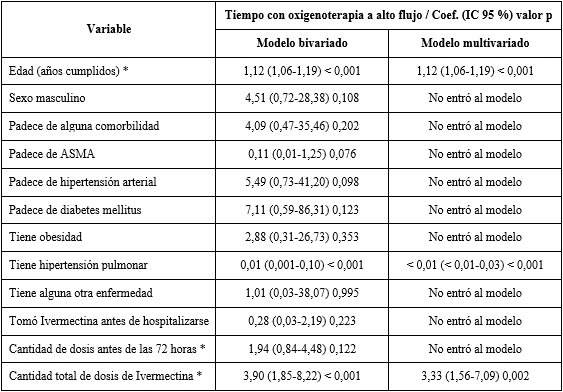 Variable
Tiempo con oxigenoterapia a alto flujo / Coef. (IC 95 %) valor p
Modelo bivariado Modelo multivariado
Edad (años cumplidos) * 1,12 (1,06-1,19) < 0,001 1,12 (1,06-1,19) < 0,001
Sexo masculino 4,51 (0,72-28,38) 0,108 No entró al modelo
Padece de alguna comorbilidad 4,09 (0,47-35,46) 0,202 No entró al modelo
Padece de ASMA 0,11 (0,01-1,25) 0,076 No entró al modelo
Padece de hipertensión arterial 5,49 (0,73-41,20) 0,098 No entró al modelo
Padece de diabetes mellitus 7,11 (0,59-86,31) 0,123 No entró al modelo
Tiene obesidad 2,88 (0,31-26,73) 0,353 No entró al modelo
Tiene hipertensión pulmonar 0,01 (0,001-0,10) < 0,001 < 0,01 (< 0,01-0,03) < 0,001
Tiene alguna otra enfermedad 1,01 (0,03-38,07) 0,995 No entró al modelo
Tomó Ivermectina antes de hospitalizarse 0,28 (0,03-2,19) 0,223 No entró al modelo
Cantidad de dosis antes de las 72 horas * 1,94 (0,84-4,48) 0,122 No entró al modelo
Cantidad total de dosis de Ivermectina * 3,90 (1,85-8,22) < 0,001 3,33 (1,56-7,09) 0,002